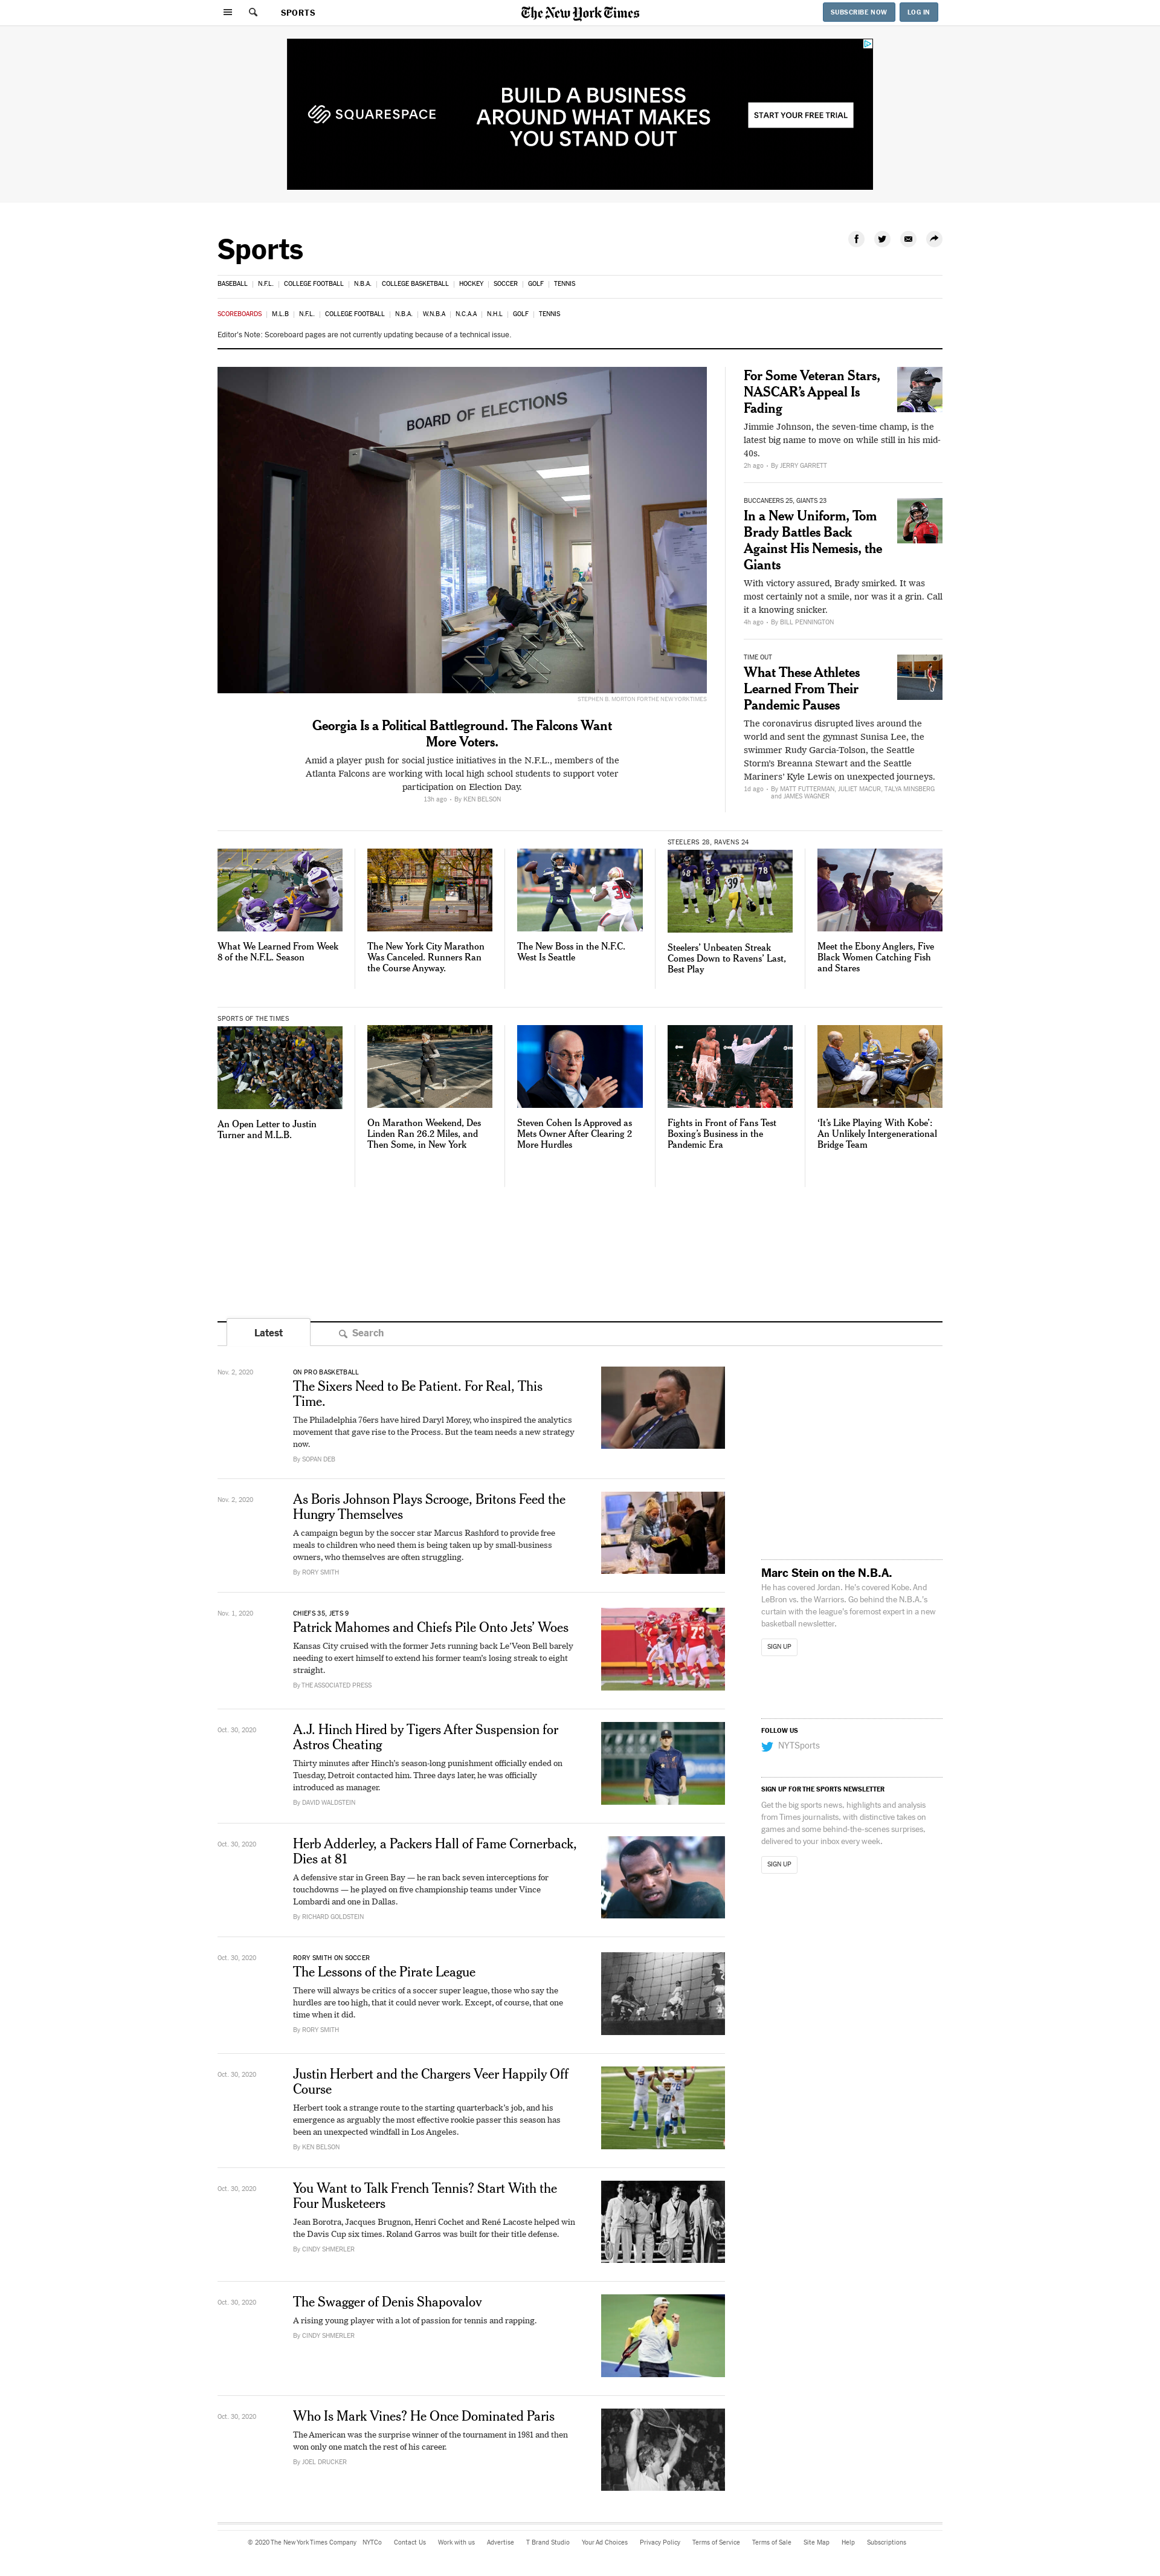 SPORTS
The New York Times
SUBSCRIBE NOW
LOG IN
SQUARESPACE
BUILD A BUSINESS
AROUND WHAT MAKES
YOU STAND OUT
START YOUR FREE TRIAL
Sports
BASEBALL | N.F.L. | COLLEGE FOOTBALL | N.B.A. | COLLEGE BASKETBALL | HOCKEY | SOCCER | GOLF | TENNIS
SCOREBOARDS | M.L.B | N.F.L. | COLLEGE FOOTBALL | N.B.A. | W.N.B.A | N.C.A.A | N.H.L | GOLF | TENNIS
Editor's Note: Scoreboard pages are not currently updating because of a technical issue.
BOARD OF ELECTIONS
STEPHEN B. MORTON FOR THE NEW YORK TIMES
Georgia Is a Political Battleground. The Falcons Want
More Voters.
Amid a player push for social justice initiatives in the N.F.L., members of the
Atlanta Falcons are working with local high school students to support voter
participation on Election Day.
13h ago • By KEN BELSON
For Some Veteran Stars,
NASCAR’s Appeal Is
Fading
Jimmie Johnson, the seven-time champ, is the
latest big name to move on while still in his mid-
40s.
2h ago • By JERRY GARRETT
BUCCANEERS 25, GIANTS 23
In a New Uniform, Tom
Brady Battles Back
Against His Nemesis, the
Giants
With victory assured, Brady smirked. It was
most certainly not a smile, nor was it a grin. Call
it a knowing snicker.
4h ago • By BILL PENNINGTON
TIME OUT
What These Athletes
Learned From Their
Pandemic Pauses
The coronavirus disrupted lives around the
world and sent the gymnast Sunisa Lee, the
swimmer Rudy Garcia-Tolson, the Seattle
Storm’s Breanna Stewart and the Seattle
Mariners’ Kyle Lewis on unexpected journeys.
1d ago • By MATT FUTTERMAN, JULIET MACUR, TALYA MINSBERG
and JAMES WAGNER
What We Learned From Week
8 of the N.F.L. Season
The New York City Marathon
Was Canceled. Runners Ran
the Course Anyway.
The New Boss in the N.F.C.
West Is Seattle
STEELERS 28, RAVENS 24
Steelers’ Unbeaten Streak
Comes Down to Ravens’ Last,
Best Play
Meet the Ebony Anglers, Five
Black Women Catching Fish
and Stares
SPORTS OF THE TIMES
An Open Letter to Justin
Turner and M.L.B.
On Marathon Weekend, Des
Linden Ran 26.2 Miles, and
Then Some, in New York
Steven Cohen Is Approved as
Mets Owner After Clearing 2
More Hurdles
Fights in Front of Fans Test
Boxing’s Business in the
Pandemic Era
‘It’s Like Playing With Kobe’:
An Unlikely Intergenerational
Bridge Team
Latest
Search
Nov. 2, 2020
ON PRO BASKETBALL
The Sixers Need to Be Patient. For Real, This
Time.
The Philadelphia 76ers have hired Daryl Morey, who inspired the analytics
movement that gave rise to the Process. But the team needs a new strategy
now.
By SOPAN DEB
Nov. 2, 2020
As Boris Johnson Plays Scrooge, Britons Feed the
Hungry Themselves
A campaign begun by the soccer star Marcus Rashford to provide free
meals to children who need them is being taken up by small-business
owners, who themselves are often struggling.
By RORY SMITH
Nov. 1, 2020
CHIEFS 35, JETS 9
Patrick Mahomes and Chiefs Pile Onto Jets’ Woes
Kansas City cruised with the former Jets running back Le’Veon Bell barely
needing to exert himself to extend his former team’s losing streak to eight
straight.
By THE ASSOCIATED PRESS
Oct. 30, 2020
A.J. Hinch Hired by Tigers After Suspension for
Astros Cheating
Thirty minutes after Hinch’s season-long punishment officially ended on
Tuesday, Detroit contacted him. Three days later, he was officially
introduced as manager.
By DAVID WALDSTEIN
Oct. 30, 2020
Herb Adderley, a Packers Hall of Fame Cornerback,
Dies at 81
A defensive star in Green Bay — he ran back seven interceptions for
touchdowns — he played on five championship teams under Vince
Lombardi and one in Dallas.
By RICHARD GOLDSTEIN
Oct. 30, 2020
RORY SMITH ON SOCCER
The Lessons of the Pirate League
There will always be critics of a soccer super league, those who say the
hurdles are too high, that it could never work. Except, of course, that one
time when it did.
By RORY SMITH
Oct. 30, 2020
Justin Herbert and the Chargers Veer Happily Off
Course
Herbert took a strange route to the starting quarterback’s job, and his
emergence as arguably the most effective rookie passer this season has
been an unexpected windfall in Los Angeles.
By KEN BELSON
Oct. 30, 2020
You Want to Talk French Tennis? Start With the
Four Musketeers
Jean Borotra, Jacques Brugnon, Henri Cochet and René Lacoste helped win
the Davis Cup six times. Roland Garros was built for their title defense.
By CINDY SHMERLER
Oct. 30, 2020
The Swagger of Denis Shapovalov
A rising young player with a lot of passion for tennis and rapping.
By CINDY SHMERLER
Oct. 30, 2020
Who Is Mark Vines? He Once Dominated Paris
The American was the surprise winner of the tournament in 1981 and then
won only one match the rest of his career.
By JOEL DRUCKER
Marc Stein on the N.B.A.
He has covered Jordan. He’s covered Kobe. And
LeBron vs. the Warriors. Go behind the N.B.A.’s
curtain with the league’s foremost expert in a new
basketball newsletter.
SIGN UP
FOLLOW US
NYTSports
SIGN UP FOR THE SPORTS NEWSLETTER
Get the big sports news, highlights and analysis
from Times journalists, with distinctive takes on
games and some behind-the-scenes surprises,
delivered to your inbox every week.
SIGN UP
© 2020 The New York Times Company NYTCo Contact Us Work with us Advertise T Brand Studio Your Ad Choices Privacy Policy Terms of Service Terms of Sale Site Map Help Subscriptions